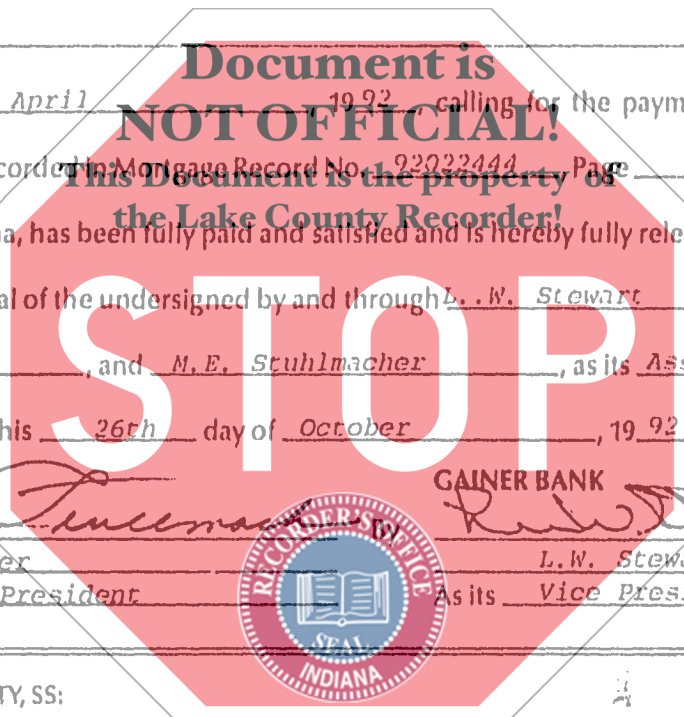 Document is
April 1992, calling for the paym
NOT OFFICIAL!
corded in Mortgage Record No. 92022444, Page
This Document is the property of
the Lake County Recorder!
a, has been fully paid and satisfied and is hereby fully rele
al of the undersigned by and through L..W. Stewart
STOP
, and M.E. Stuhlmacher, as its Ass
his 26th day of October, 1992
GAINER BANK
RECORDER'S OFFICE
By
er L.W. Stewa
President As its Vice Pres
SEAL
INDIANA
TY, SS: